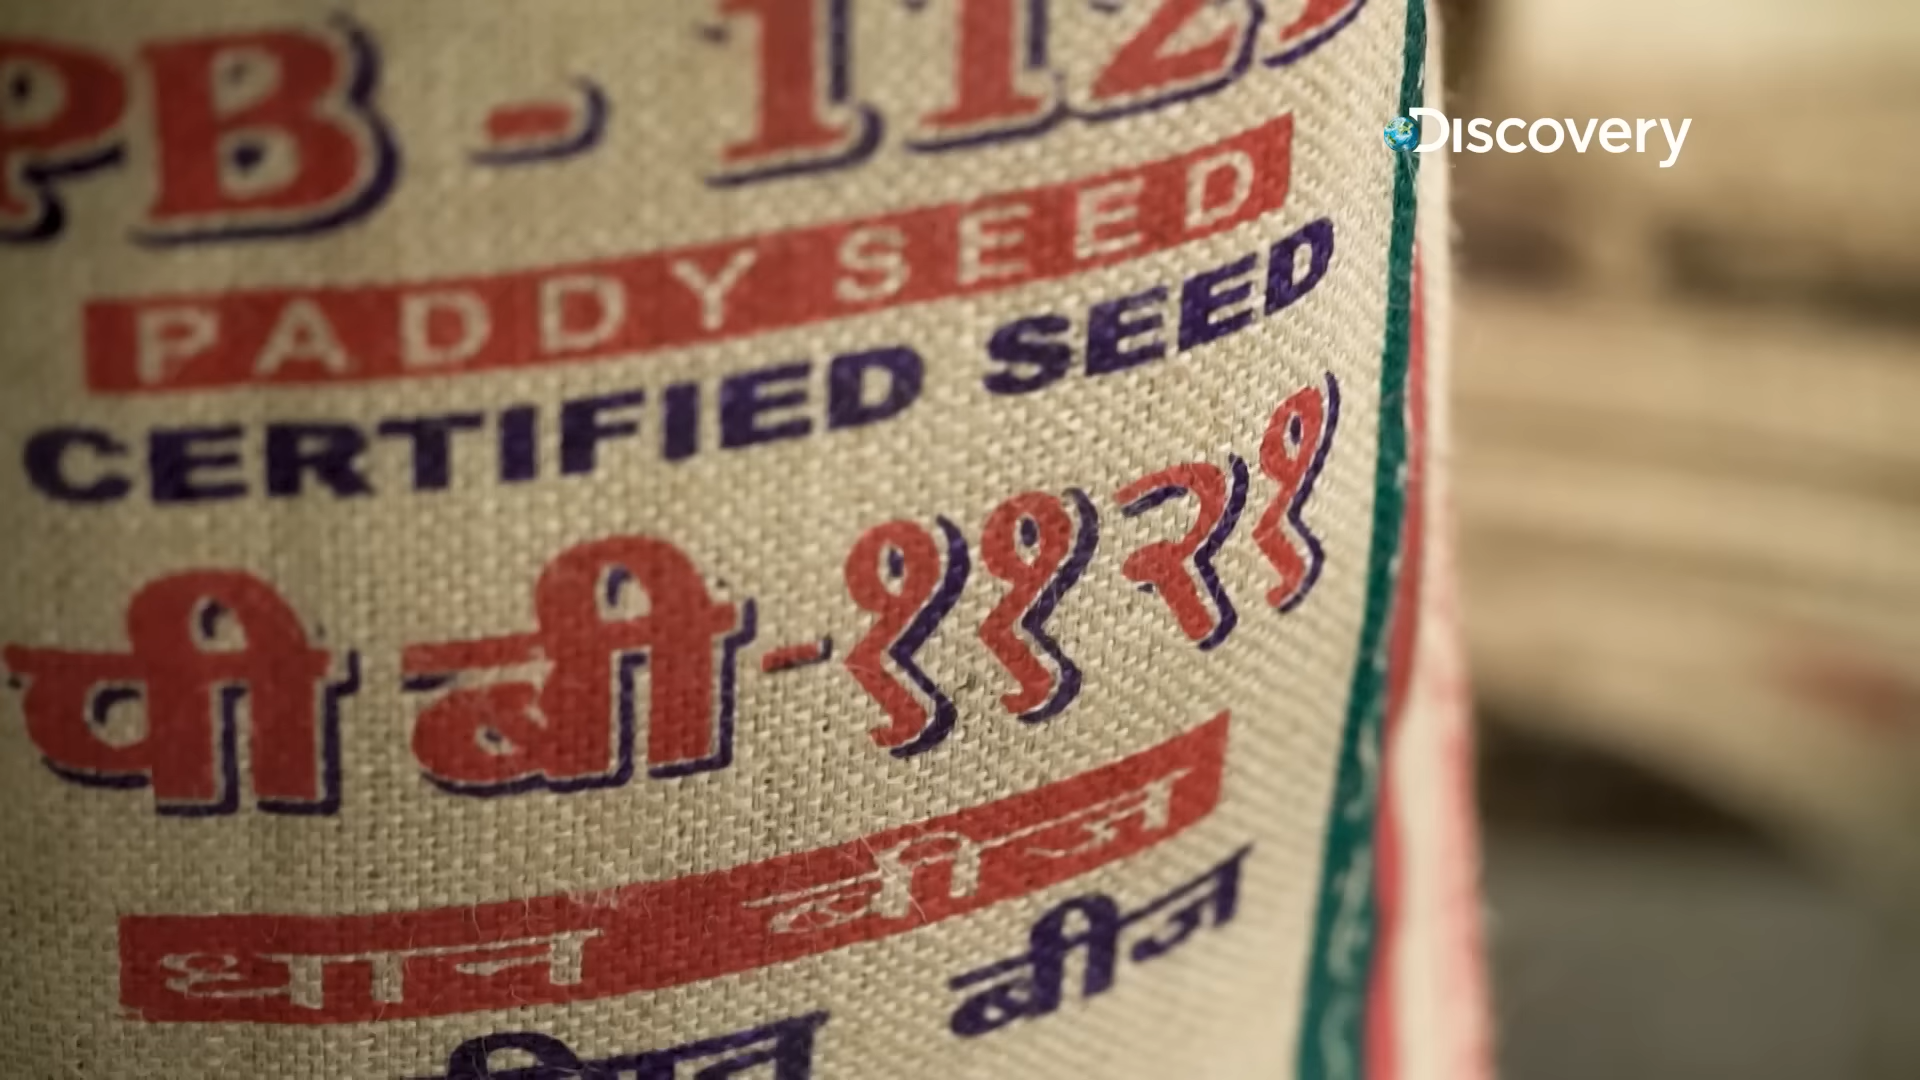 PB - 1121
Discovery
PADDY SEED
CERTIFIED SEED
पी बी-११२१
धान बीज
बीज